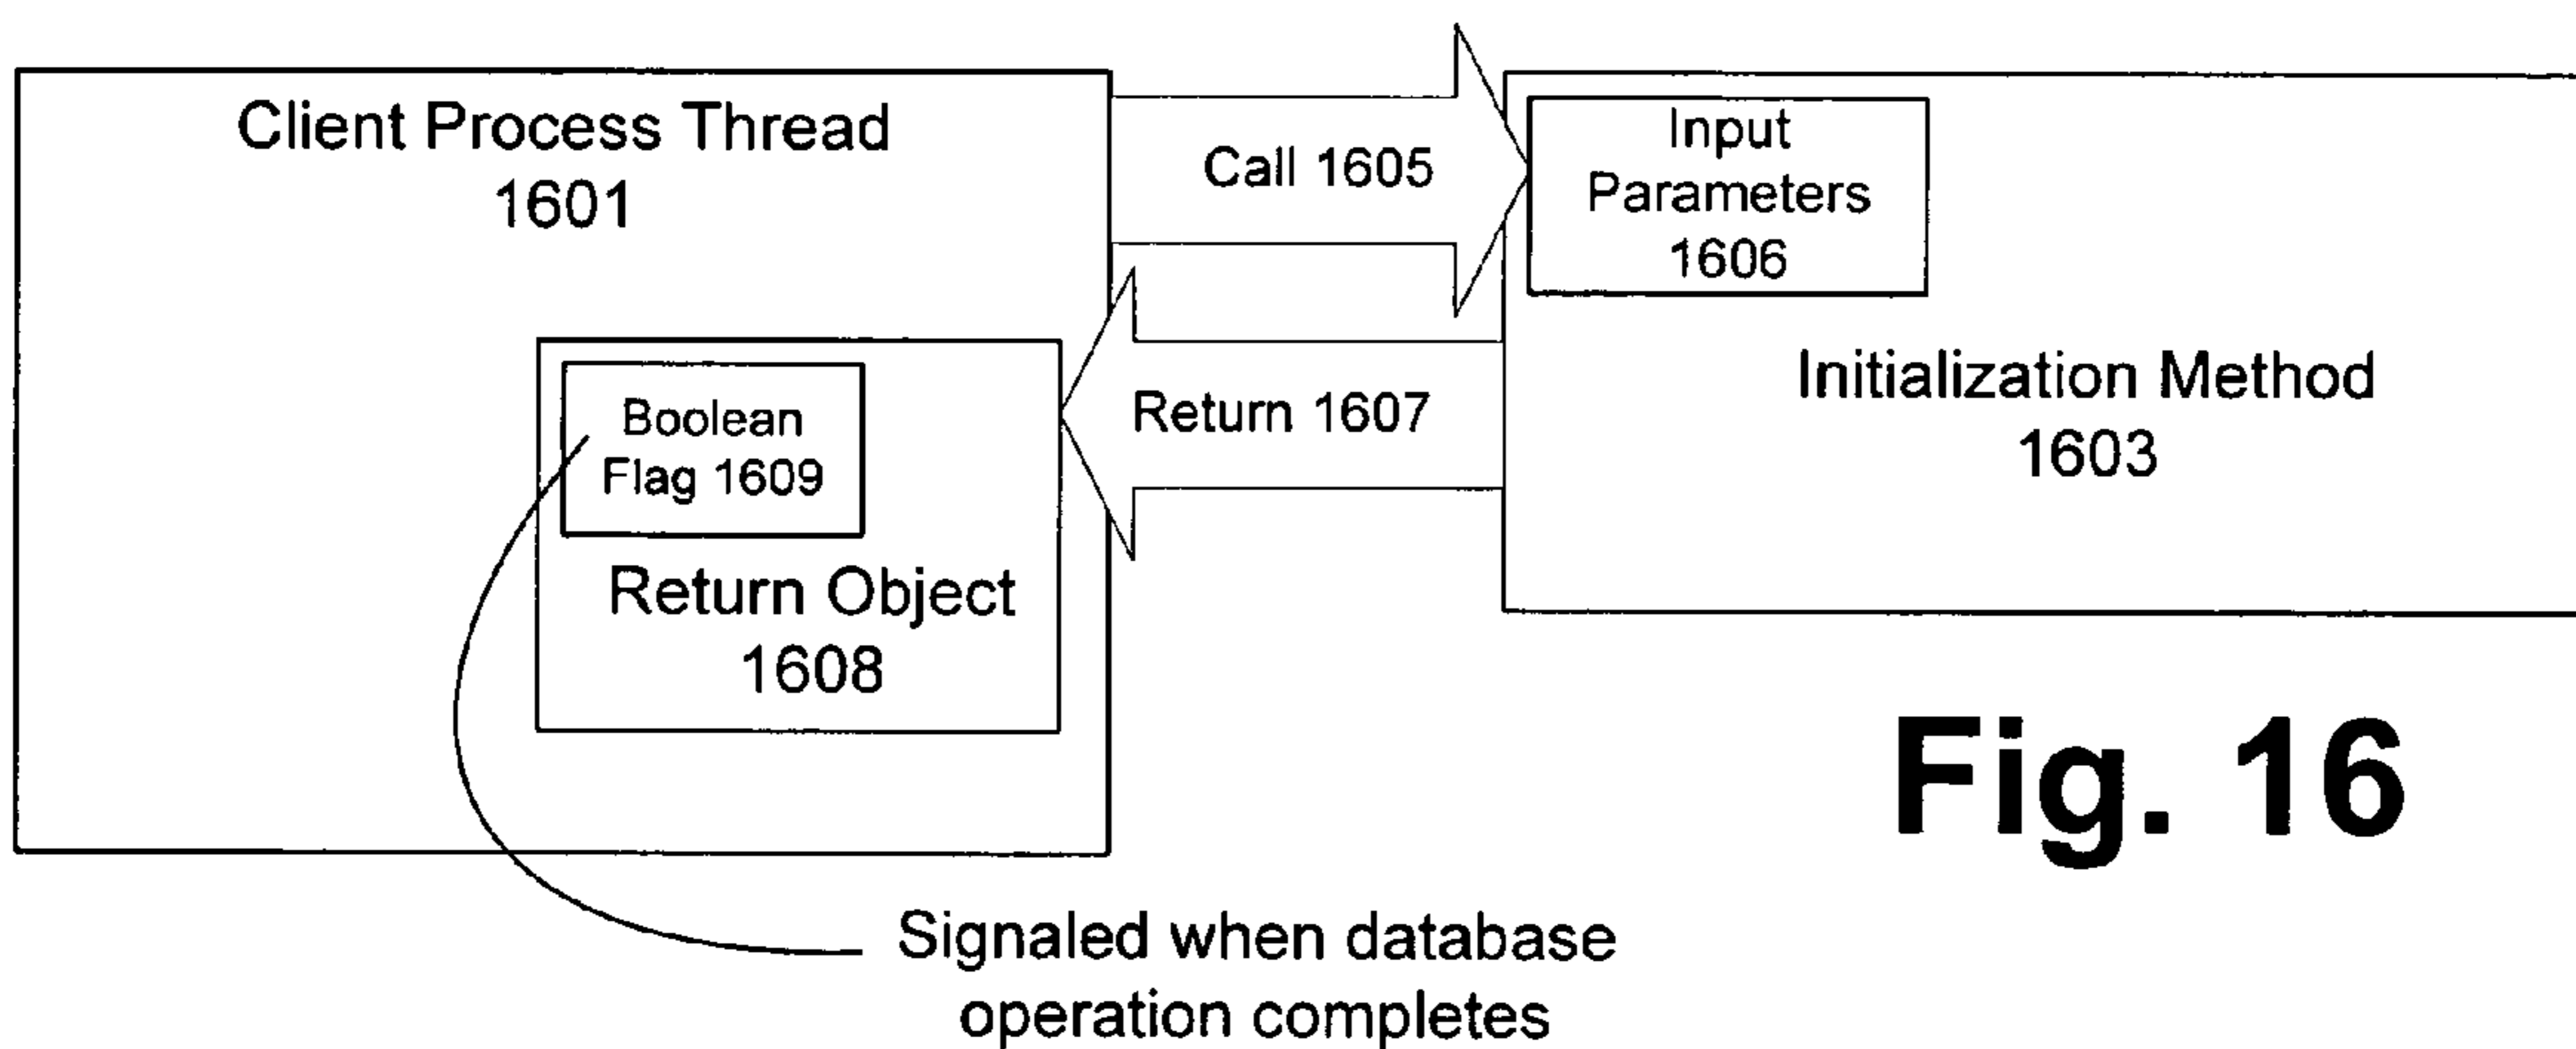 Client Process Thread
1601
Call 1605
Input
Parameters
1606
Initialization Method
1603
Return 1607
Boolean
Flag 1609
Return Object
1608
Signaled when database
operation completes
Fig. 16